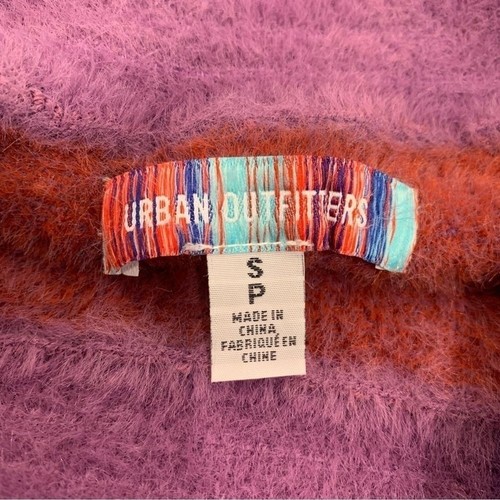 URBAN OUTFITTERS
S
P
MADE IN
CHINA
FABRIQUÉ EN
CHINE